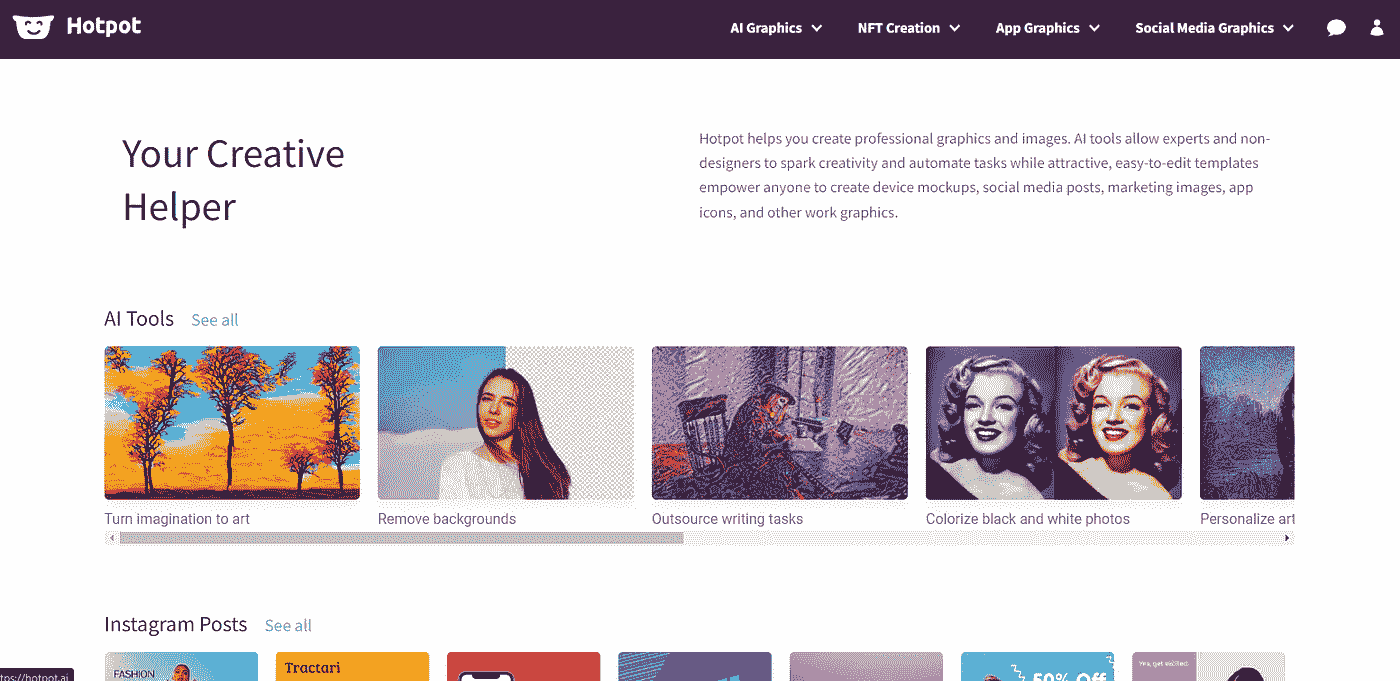 Hotpot
AI Graphics
NFT Creation
App Graphics
Social Media Graphics
Your Creative
Helper
Hotpot helps you create professional graphics and images. AI tools allow experts and non-
designers to spark creativity and automate tasks while attractive, easy-to-edit templates
empower anyone to create device mockups, social media posts, marketing images, app
icons, and other work graphics.
AI Tools See all
Turn imagination to art
Remove backgrounds
Outsource writing tasks
Colorize black and white photos
Personalize art
Instagram Posts See all
FASHION
Tractari
50% Off
Yes, get excited.
tps://hotpot.ai